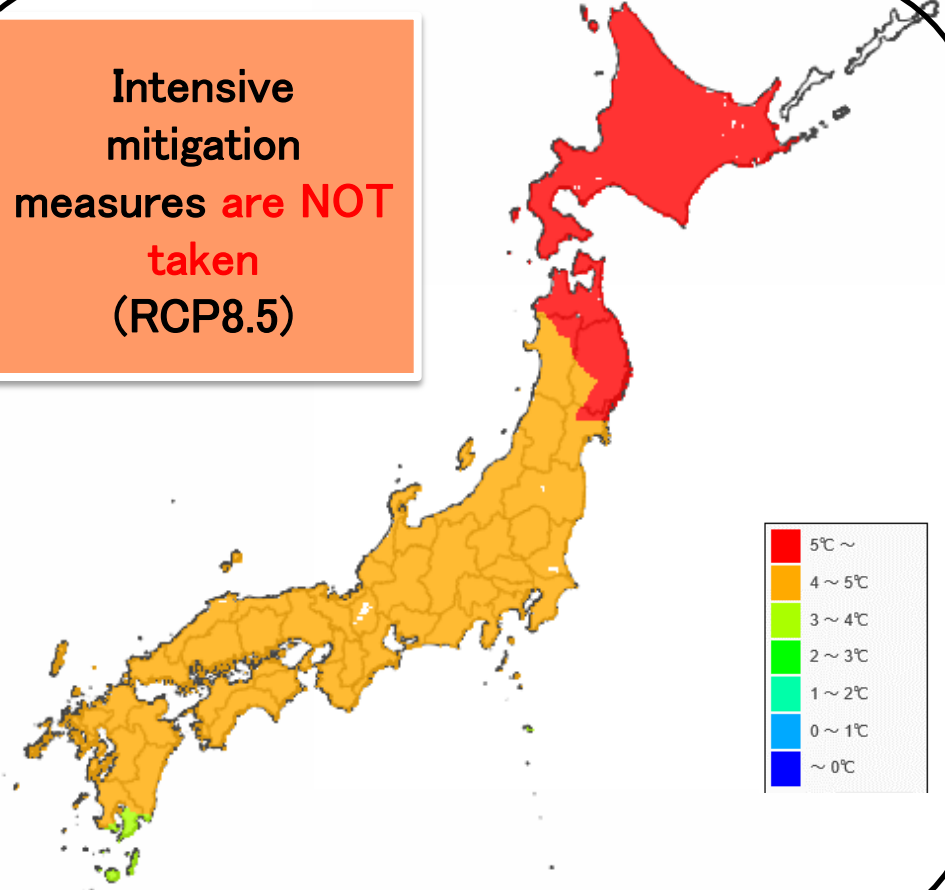 Intensive
mitigation
measures are NOT
taken
(RCP8.5)
5℃ ～
4 ～ 5℃
3 ～ 4℃
2 ～ 3℃
1 ～ 2℃
0 ～ 1℃
～ 0℃